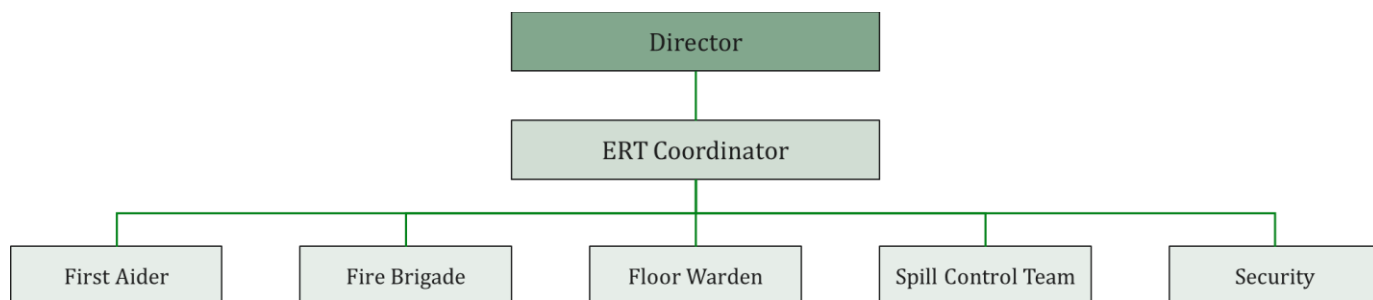 Director
ERT Coordinator
First Aider
Fire Brigade
Floor Warden
Spill Control Team
Security